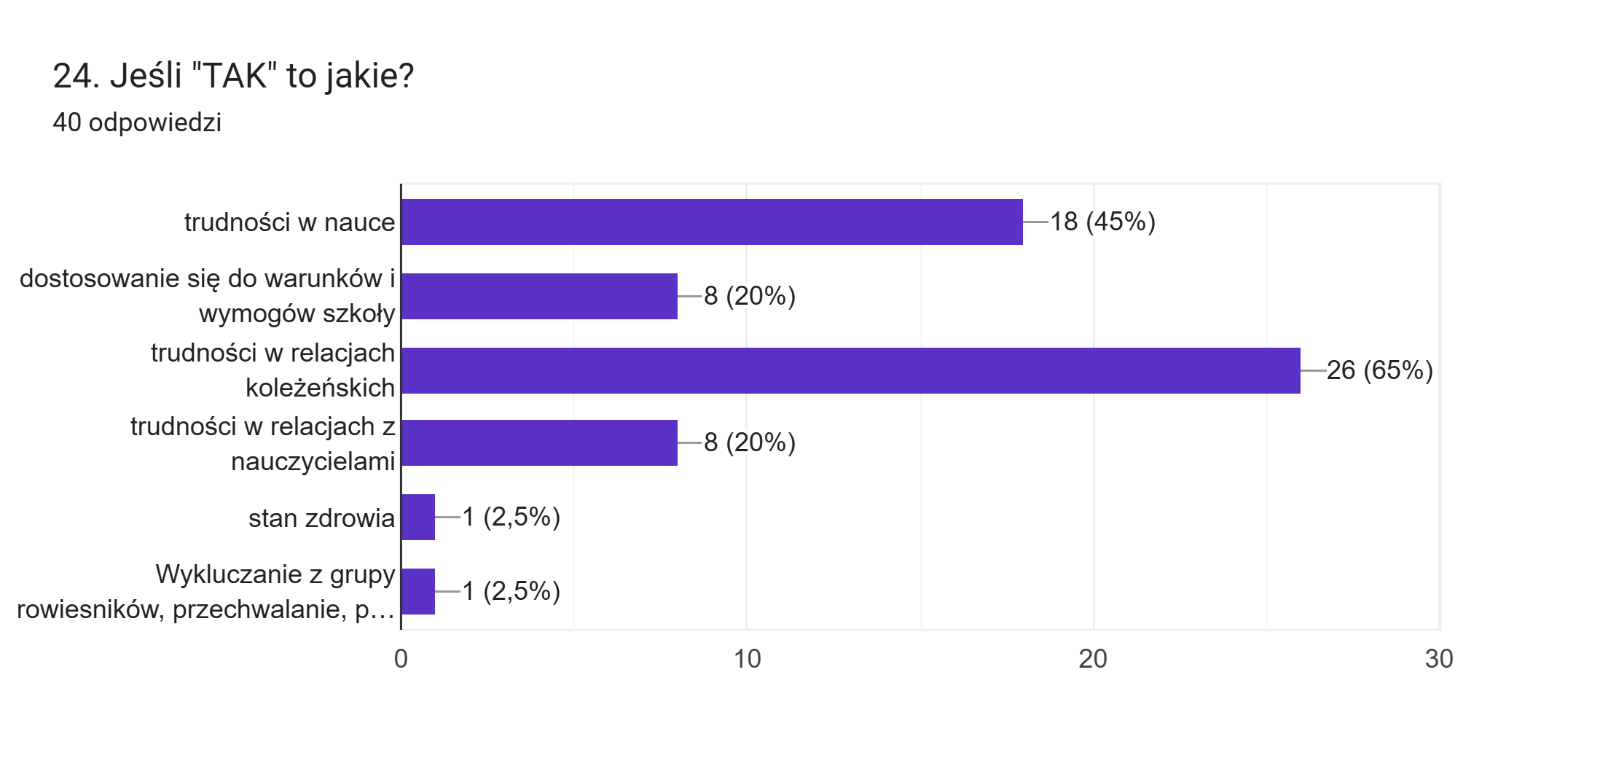 24. Jeśli "TAK" to jakie?
40 odpowiedzi
trudności w nauce
18 (45%)
dostosowanie się do warunków i
wymogów szkoły
8 (20%)
trudności w relacjach
koleżeńskich
26 (65%)
trudności w relacjach z
nauczycielami
8 (20%)
stan zdrowia
1 (2,5%)
Wykluczanie z grupy
rowiesników, przechwalanie, p…
1 (2,5%)
0
10
20
30